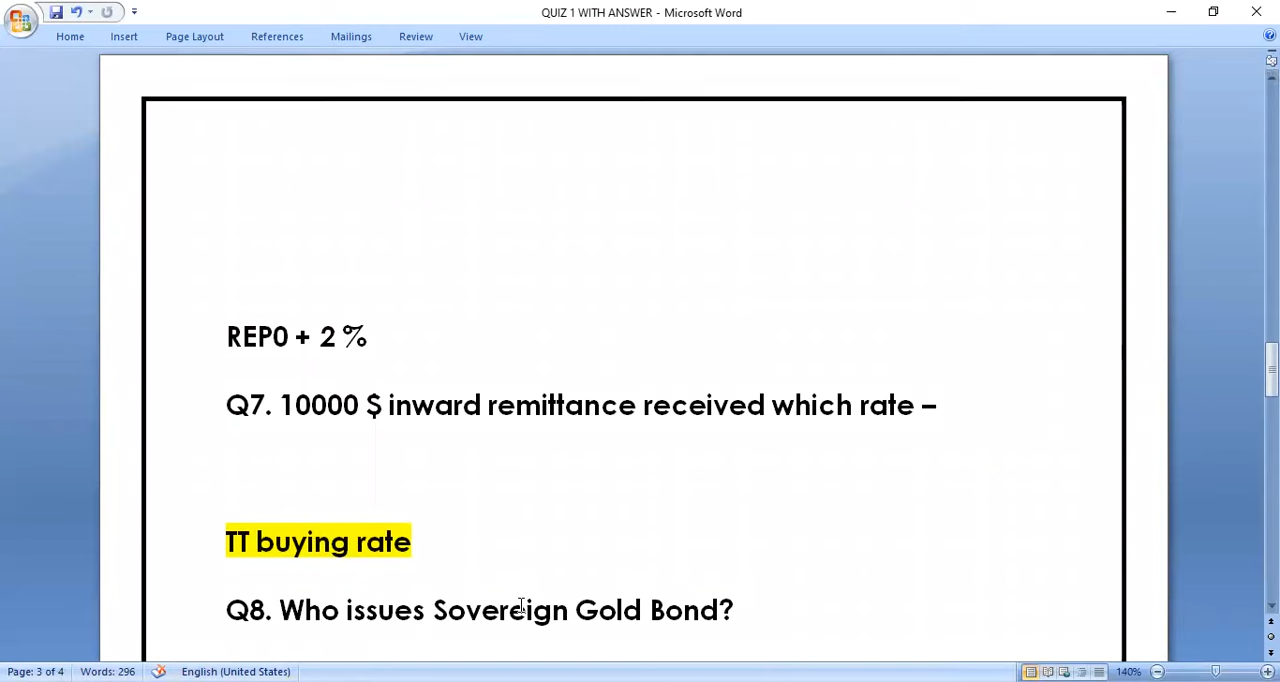 QUIZ 1 WITH ANSWER - Microsoft Word
Home Insert Page Layout References Mailings Review View
REP0 + 2 %
Q7. 10000 $ inward remittance received which rate –
TT buying rate
Q8. Who issues Sovereign Gold Bond?
Page: 3 of 4 Words: 296 English (United States) 140%